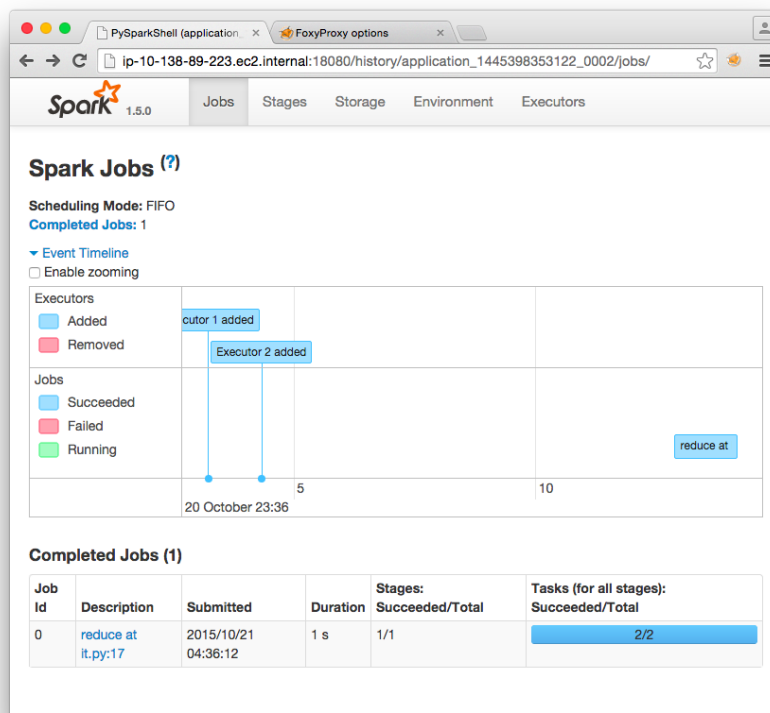 PySparkShell (application_
FoxyProxy options
ip-10-138-89-223.ec2.internal:18080/history/application_1445398353122_0002/jobs/
Spark 1.5.0
Jobs
Stages
Storage
Environment
Executors
Spark Jobs (?)
Scheduling Mode: FIFO
Completed Jobs: 1
Event Timeline
Enable zooming
Executors
Added
Removed
cutor 1 added
Executor 2 added
Jobs
Succeeded
Failed
Running
reduce at
5
10
20 October 23:36
Completed Jobs (1)
Job Id
Description
Submitted
Duration
Stages:
Succeeded/Total
Tasks (for all stages):
Succeeded/Total
0
reduce at
it.py:17
2015/10/21
04:36:12
1 s
1/1
2/2